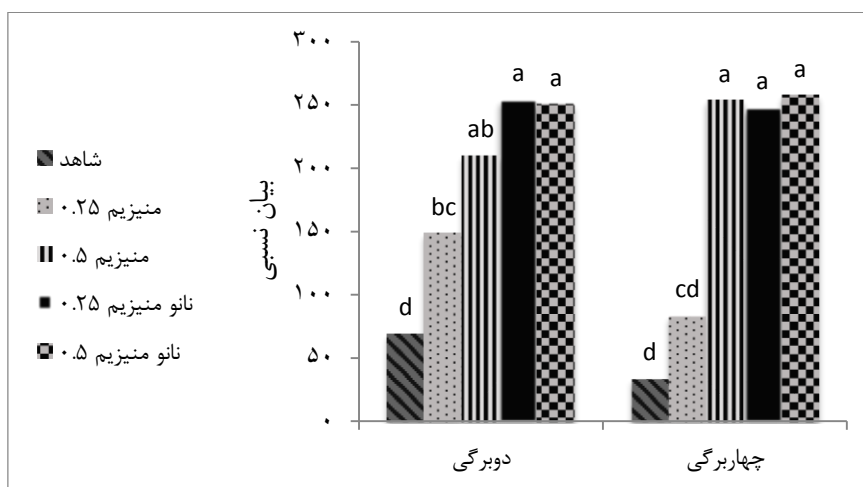 ۳۰۰
۲۵۰
۲۰۰
۱۵۰
۱۰۰
۵۰
۰
بیان نسبی
d
bc
ab
a
a
d
cd
a
a
a
دوبرگی
چهاربرگی
شاهد
منیزیم ۰.۲۵
منیزیم ۰.۵
نانو منیزیم ۰.۲۵
نانو منیزیم ۰.۵